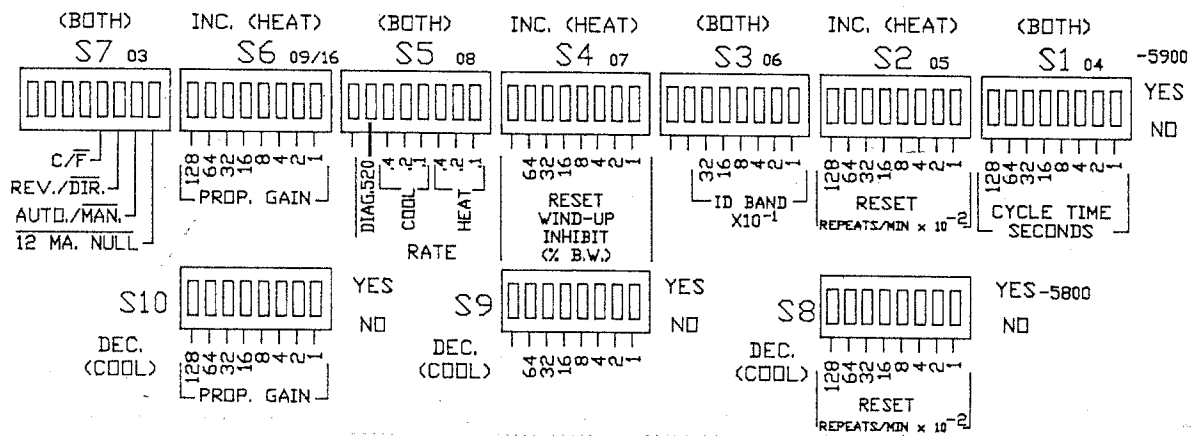 (BOTH) INC. (HEAT) (BOTH) INC. (HEAT) (BOTH) INC. (HEAT) (BOTH)
S7 03 S6 09/16 S5 08 S4 07 S3 06 S2 05 S1 04 -5900
YES
NO
C/F
REV./DIR.
AUTO./MAN.
12 MA. NULL
128 64 32 16 8 4 2 1
PROP. GAIN
DIAG.520 .4 .2 .1 .4 .2 .1
COOL HEAT
RATE
64 32 16 8 4 2 1
RESET
WIND-UP
INHIBIT
(% B.W.)
32 16 8 4 2 1
ID BAND
X10-1
128 64 32 16 8 4 2 1
RESET
REPEATS/MIN x 10-2
128 64 32 16 8 4 2 1
CYCLE TIME
SECONDS
S10 YES S9 YES S8 YES-5800
NO NO NO
DEC.
(COOL)
128 64 32 16 8 4 2 1
PROP. GAIN
DEC.
(COOL)
64 32 16 8 4 2 1
DEC.
(COOL)
128 64 32 16 8 4 2 1
RESET
REPEATS/MIN x 10-2